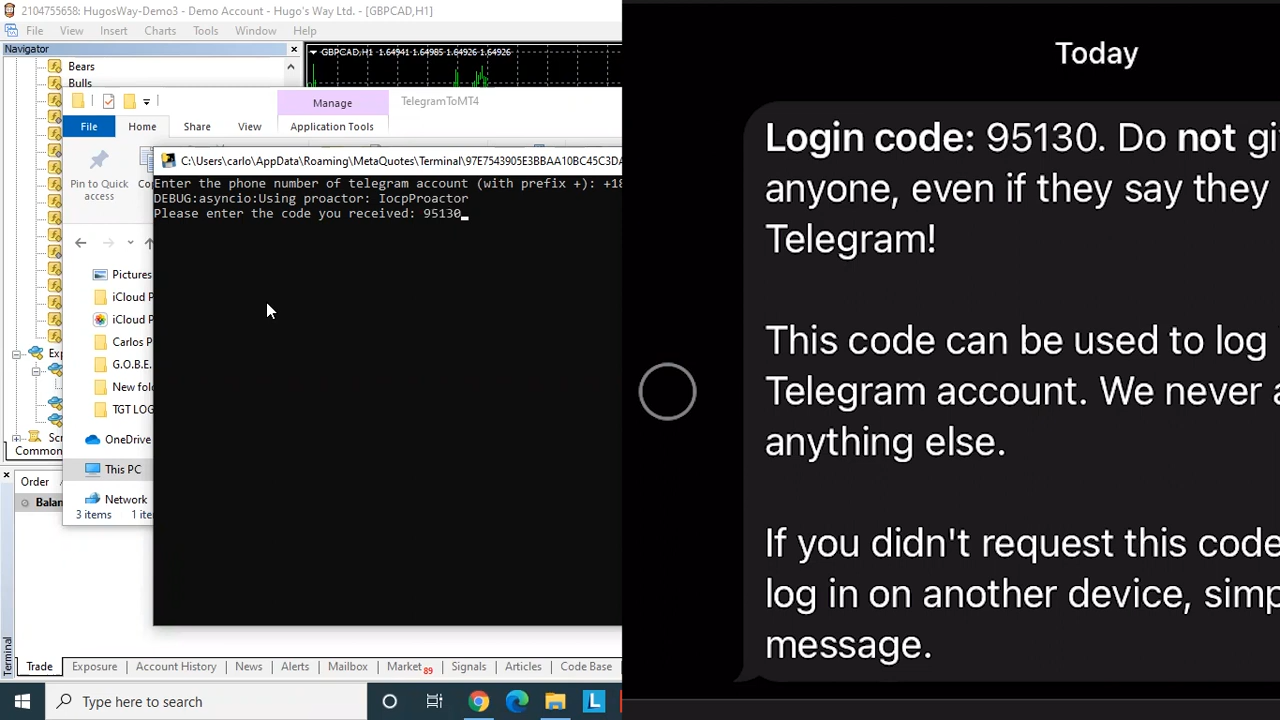 2104755658: HugosWay-Demo3 - Demo Account - Hugo's Way Ltd. - [GBPCAD,H1]
File View Insert Charts Tools Window Help
Navigator
GBPCAD,H1 1.64941 1.64985 1.64926 1.64926
Bears
Bulls
Manage
TelegramToMT4
File Home Share View Application Tools
Pin to Quick
access
C:\Users\carlo\AppData\Roaming\MetaQuotes\Terminal\97E7543905E3BBAA10BC45C3DA
Enter the phone number of telegram account (with prefix +): +18
DEBUG:asyncio:Using proactor: IocpProactor
Please enter the code you received: 95130
Pictures
iCloud P
iCloud P
Carlos P
G.O.B.E.
New fol
TGT LOG
OneDrive
This PC
Network
3 items 1 ite
Exp
Scr
Common
Order
Balan
Terminal
Trade Exposure Account History News Alerts Mailbox Market 89 Signals Articles Code Base
Type here to search
Today
Login code: 95130. Do not gi
anyone, even if they say they
Telegram!
This code can be used to log
Telegram account. We never a
anything else.
If you didn't request this code
log in on another device, simp
message.